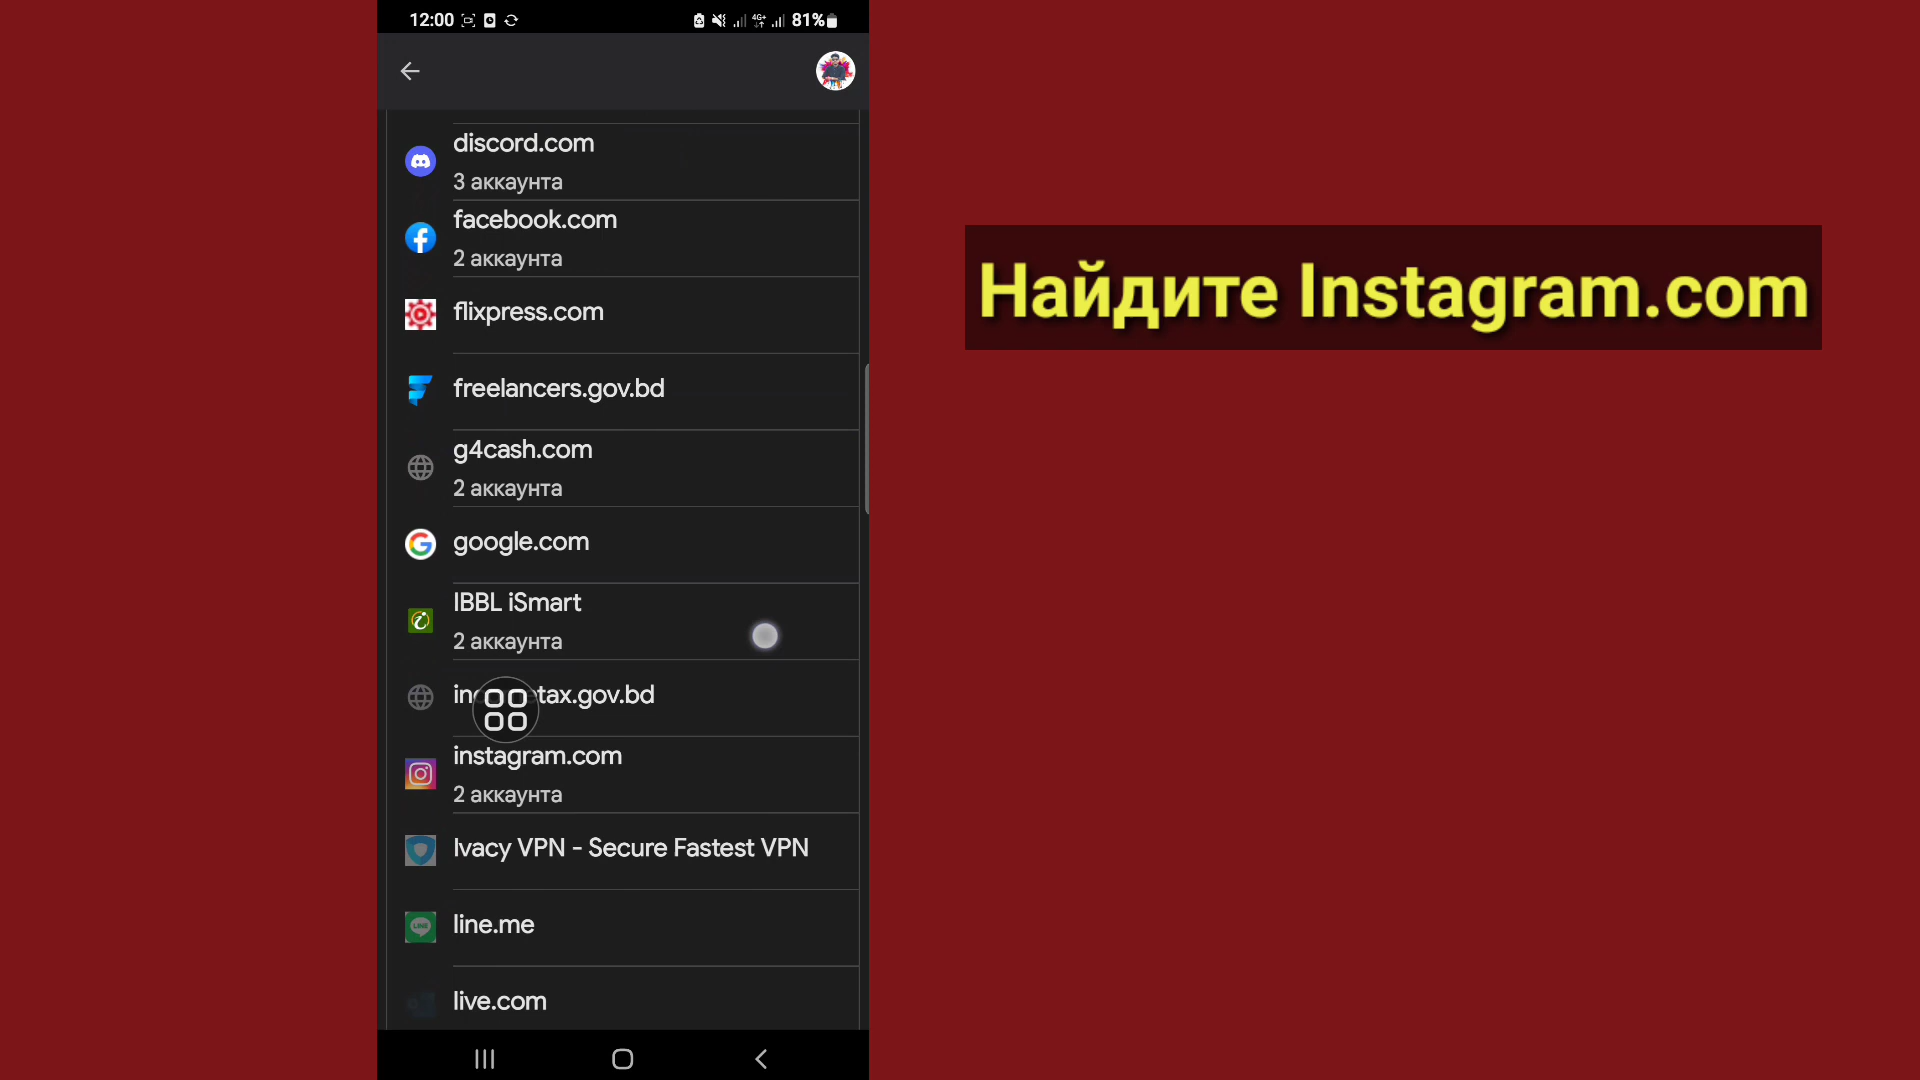 12:00 4G+ 81%
discord.com
3 аккаунта
facebook.com
2 аккаунта
flixpress.com
freelancers.gov.bd
g4cash.com
2 аккаунта
google.com
IBBL iSmart
2 аккаунта
tax.gov.bd
instagram.com
2 аккаунта
Ivacy VPN - Secure Fastest VPN
line.me
live.com
Найдите Instagram.com